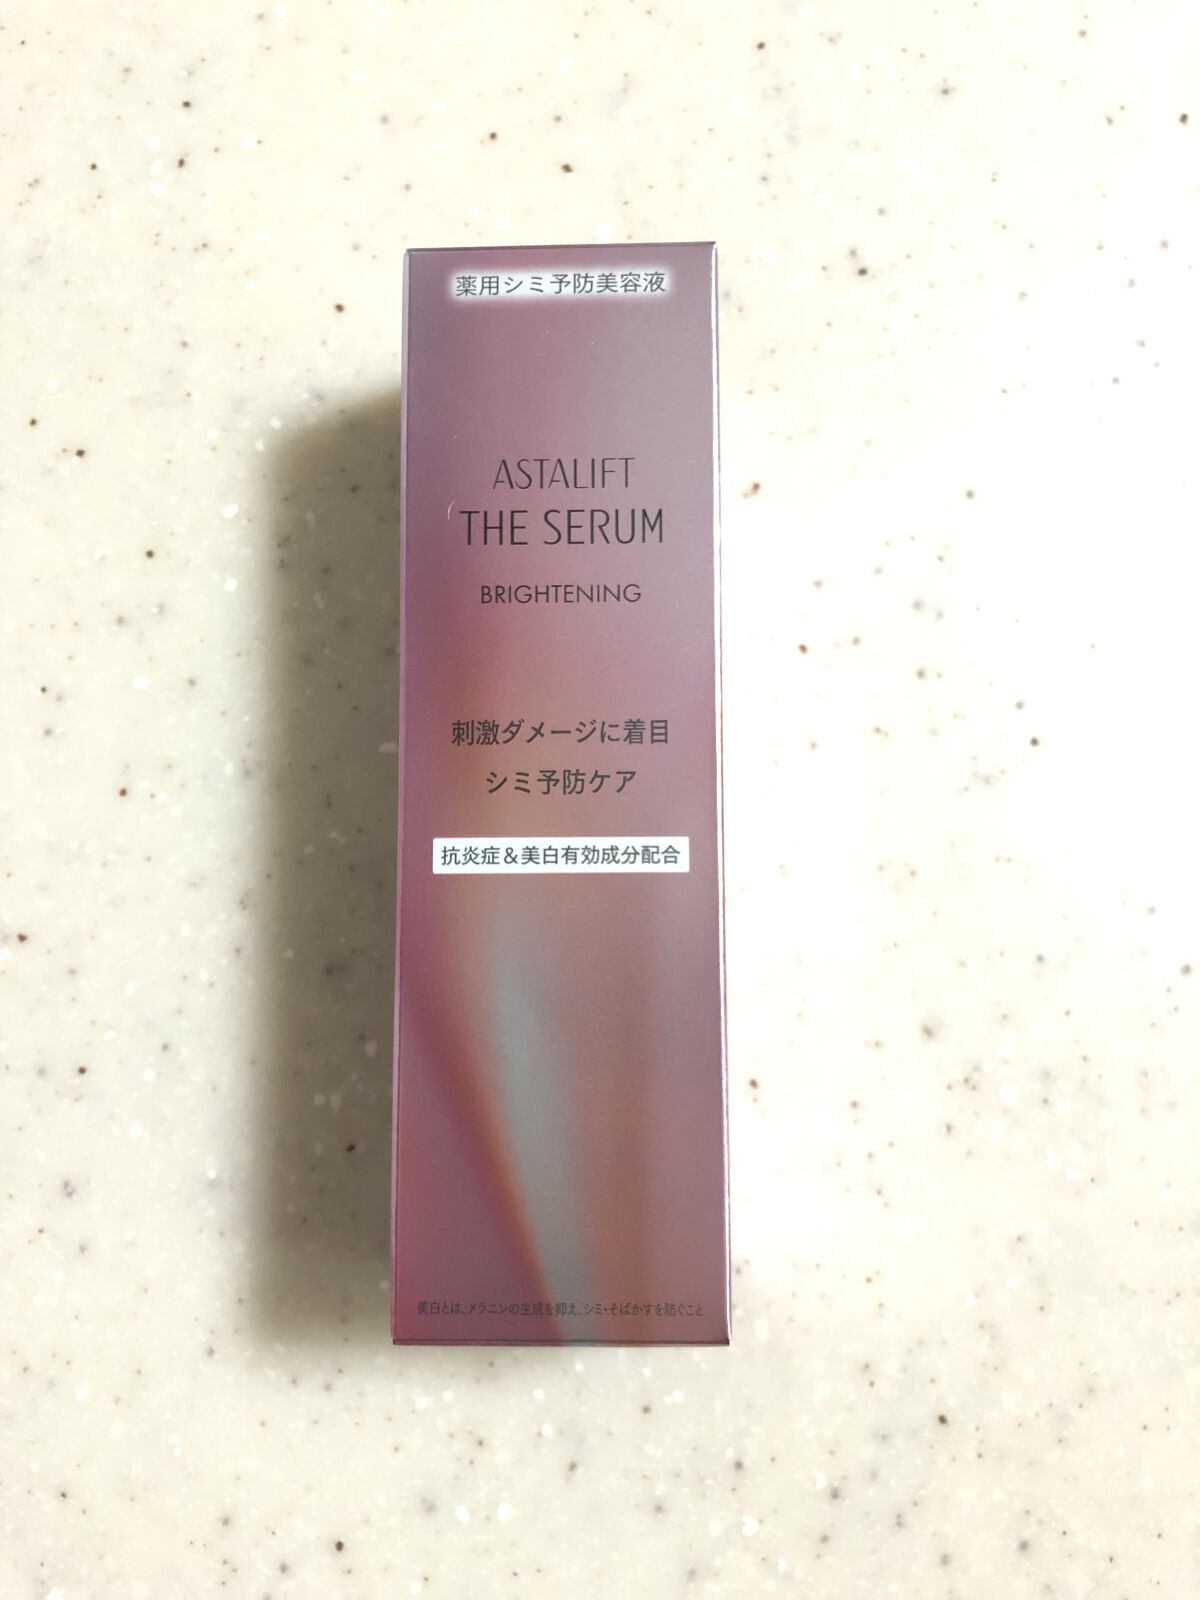 薬用シミ予防美容液
ASTALIFT
THE SERUM
BRIGHTENING
刺激ダメージに着目
シミ予防ケア
抗炎症&美白有効成分配合
美白とは、メラニンの生成を抑え、シミ・そばかすを防ぐこと